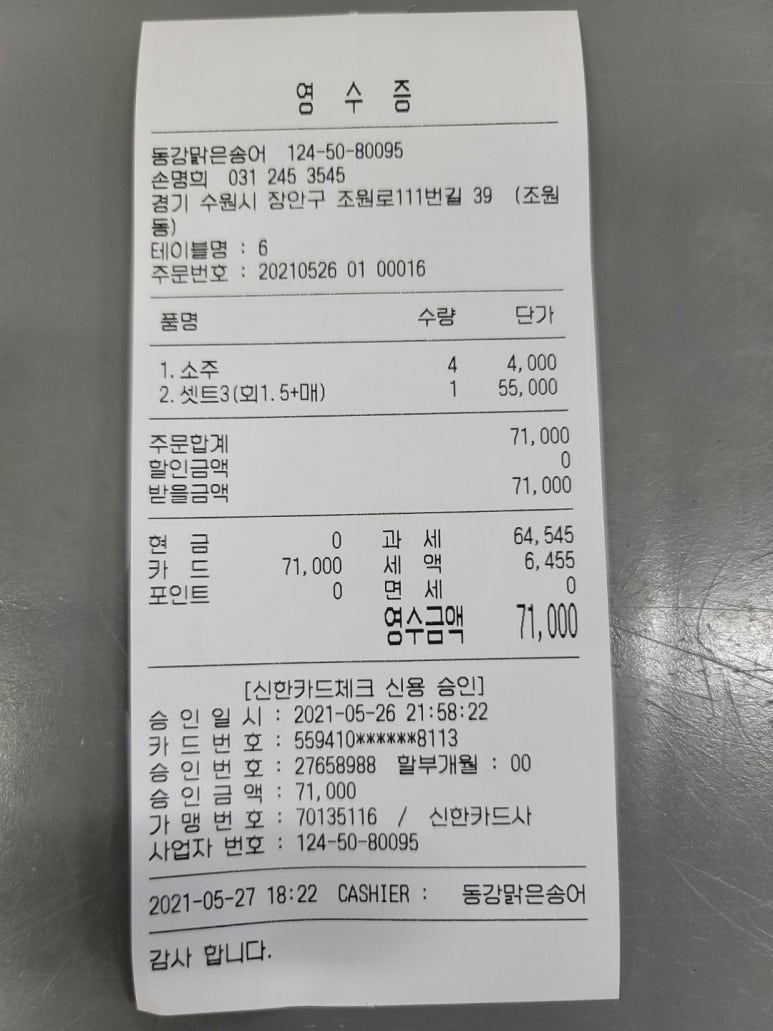 영 수 증
동강맑은송어 124-50-80095
손명희 031 245 3545
경기 수원시 장안구 조원로111번길 39 (조원
동)
테이블명 : 6
주문번호 : 20210526 01 00016
품명 수량 단가
1. 소주 4 4,000
2. 셋트3(회1.5+매) 1 55,000
주문합계 71,000
할인금액 0
받을금액 71,000
현 금 0 과 세 64,545
카 드 71,000 세 액 6,455
포인트 0 면 세 0
영수금액 71,000
[신한카드체크 신용 승인]
승 인 일 시 : 2021-05-26 21:58:22
카 드 번 호 : 559410******8113
승 인 번 호 : 27658988 할부개월 : 00
승 인 금 액 : 71,000
가 맹 번 호 : 70135116 / 신한카드사
사업자 번호 : 124-50-80095
2021-05-27 18:22 CASHIER : 동강맑은송어
감사 합니다.